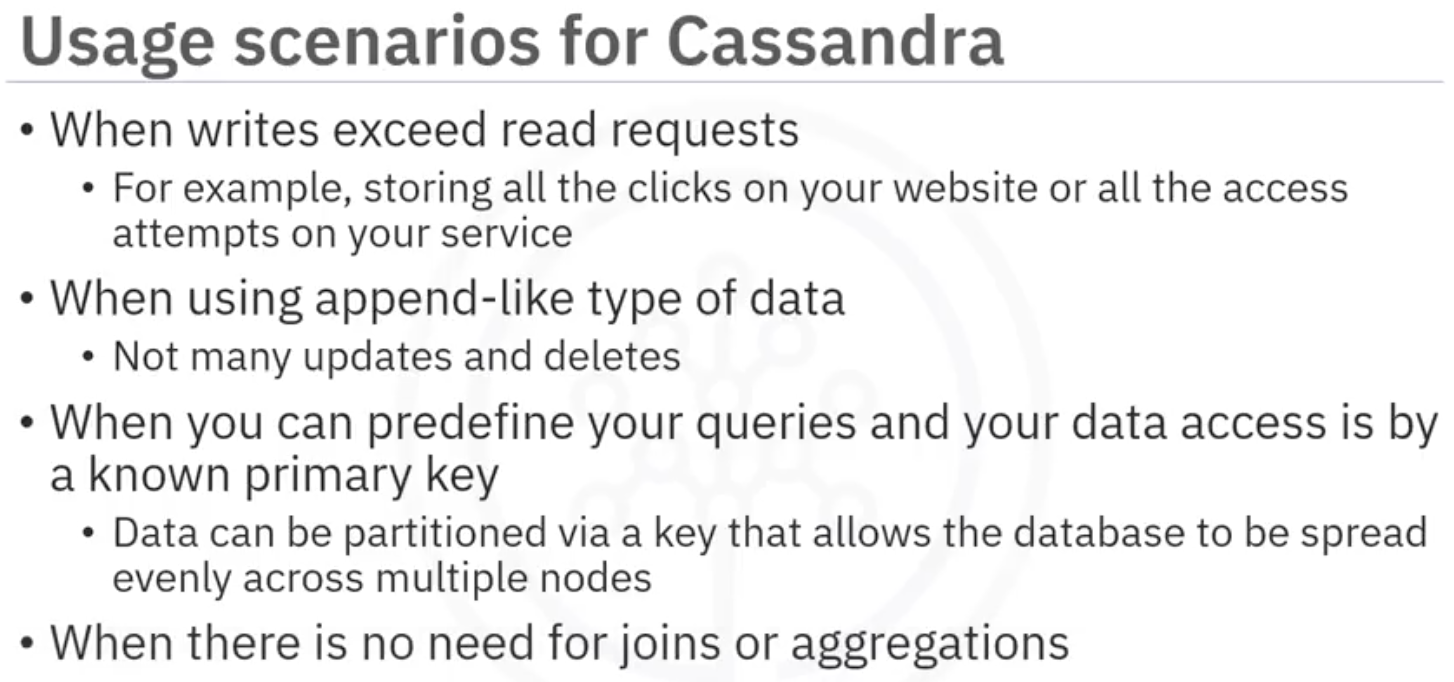 Usage scenarios for Cassandra
• When writes exceed read requests
• For example, storing all the clicks on your website or all the access
attempts on your service
• When using append-like type of data
• Not many updates and deletes
• When you can predefine your queries and your data access is by
a known primary key
• Data can be partitioned via a key that allows the database to be spread
evenly across multiple nodes
• When there is no need for joins or aggregations